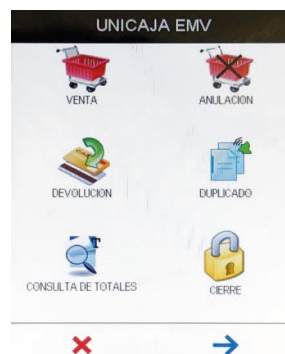 UNICAJA EMV
VENTA
ANULACION
DEVOLUCION
DUPLICADO
T
CONSULTA DE TOTALES
CIERRE